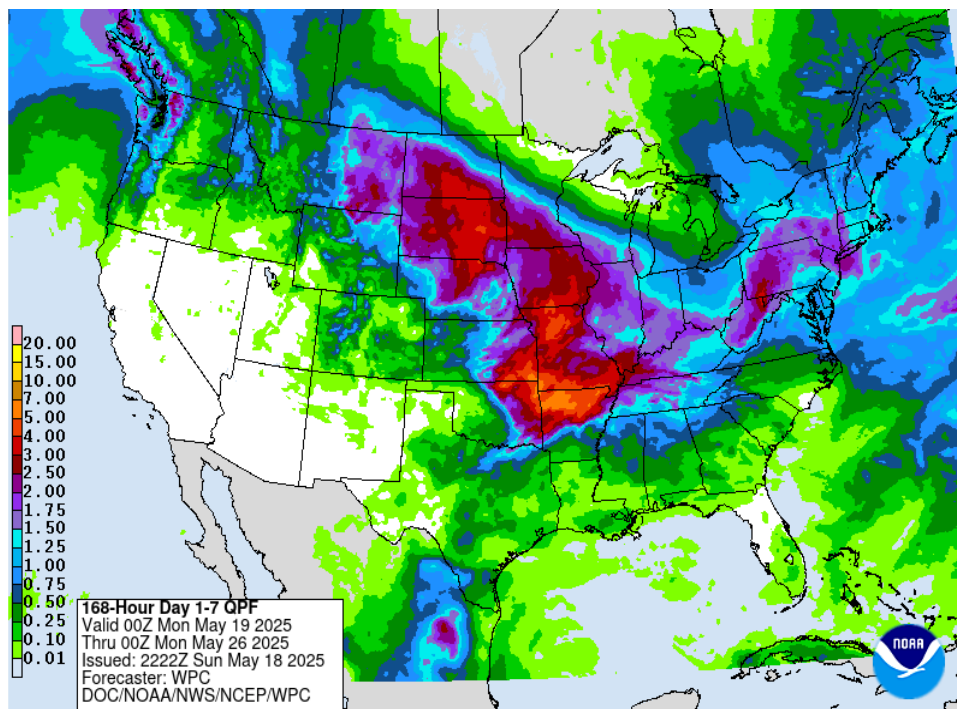 20.00
15.00
10.00
7.00
5.00
4.00
3.00
2.50
2.00
1.75
1.50
1.25
1.00
0.75
0.50
0.25
0.10
0.01
168-Hour Day 1-7 QPF
Valid 00Z Mon May 19 2025
Thru 00Z Mon May 26 2025
Issued: 2222Z Sun May 18 2025
Forecaster: WPC
DOC/NOAA/NWS/NCEP/WPC
NOAA